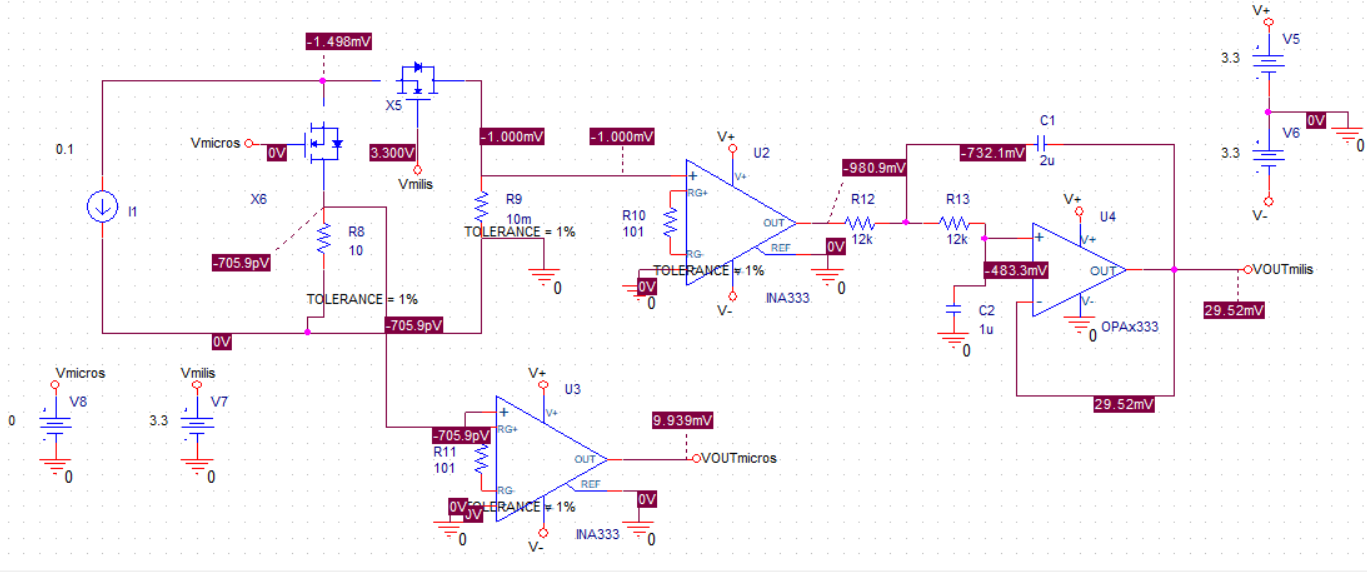 V+
V5
3.3
0V
0
V6
3.3
V-
-1.498mV
X5
0.1
Vmicros
0V
3.300V
Vmilis
-1.000mV
-1.000mV
V+
U2
-980.9mV
-732.1mV
C1
2u
I1
X6
R8
10
-705.9pV
TOLERANCE = 1%
R9
10m
TOLERANCE = 1%
0
+
RG+
V+
R10
101
RG-
OUT
REF
0V
0
TOLERANCE = 1%
0V
0
V-
INA333
R12
12k
R13
12k
V+
U4
+
V+
-483.3mV
OUT
-
V-
C2
1u
0
0
OPAx333
VOUTmilis
29.52mV
29.52mV
-705.9pV
0V
Vmicros
V8
0
0
Vmilis
V7
3.3
0
V+
U3
+
V+
RG+
-705.9pV
R11
101
OUT
9.939mV
VOUTmicros
RG-
REF
0V
0V
0V
TOLERANCE = 1%
0
0
V-
INA333